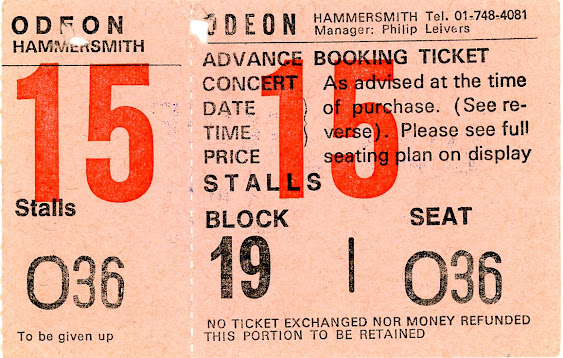 ODEON
HAMMERSMITH
15
Stalls
O36
To be given up
ODEON
HAMMERSMITH Tel. 01-748-4081
Manager: Philip Leivers
ADVANCE BOOKING TICKET
CONCERT As advised at the time
DATE of purchase. (See re-
TIME verse). Please see full
PRICE seating plan on display
15
STALLS
BLOCK SEAT
19 | O36
NO TICKET EXCHANGED NOR MONEY REFUNDED
THIS PORTION TO BE RETAINED